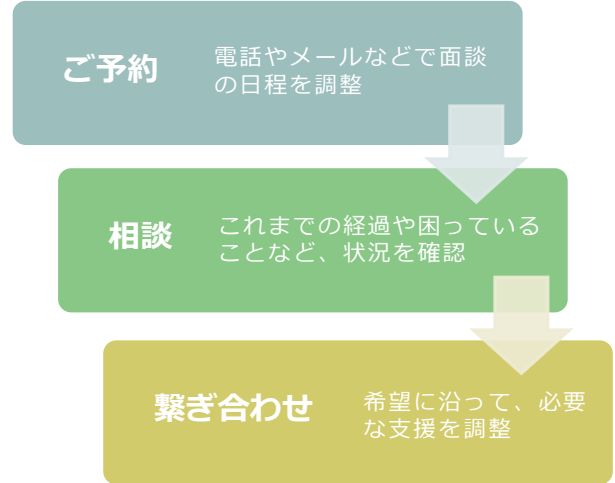 ご予約
電話やメールなどで面談
の日程を調整
相談
これまでの経過や困っている
ことなど、状況を確認
繋ぎ合わせ
希望に沿って、必要
な支援を調整